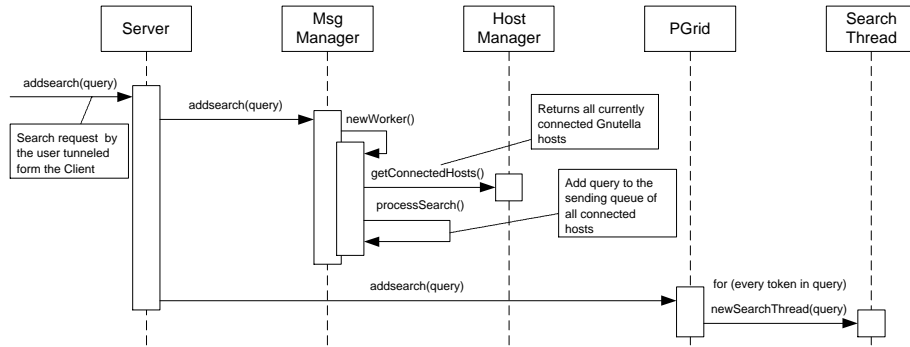 Server
Msg
Manager
Host
Manager
PGrid
Search
Thread
addsearch(query)
Search request by
the user tunneled
form the Client
addsearch(query)
newWorker()
Returns all currently
connected Gnutella
hosts
getConnectedHosts()
processSearch()
Add query to the
sending queue of
all connected
hosts
addsearch(query)
for (every token in query)
newSearchThread(query)